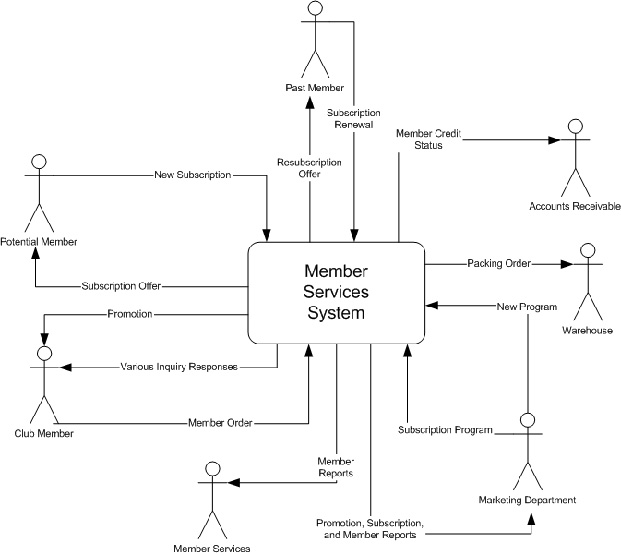 Past Member
Subscription
Renewal
Member Credit
Status
Resubscription
Offer
Accounts Receivable
New Subscription
Potential Member
Member
Services
System
Packing Order
Subscription Offer
New Program
Promotion
Warehouse
Various Inquiry Responses
Member Order
Club Member
Subscription Program
Member
Reports
Marketing Department
Promotion, Subscription,
and Member Reports
Member Services